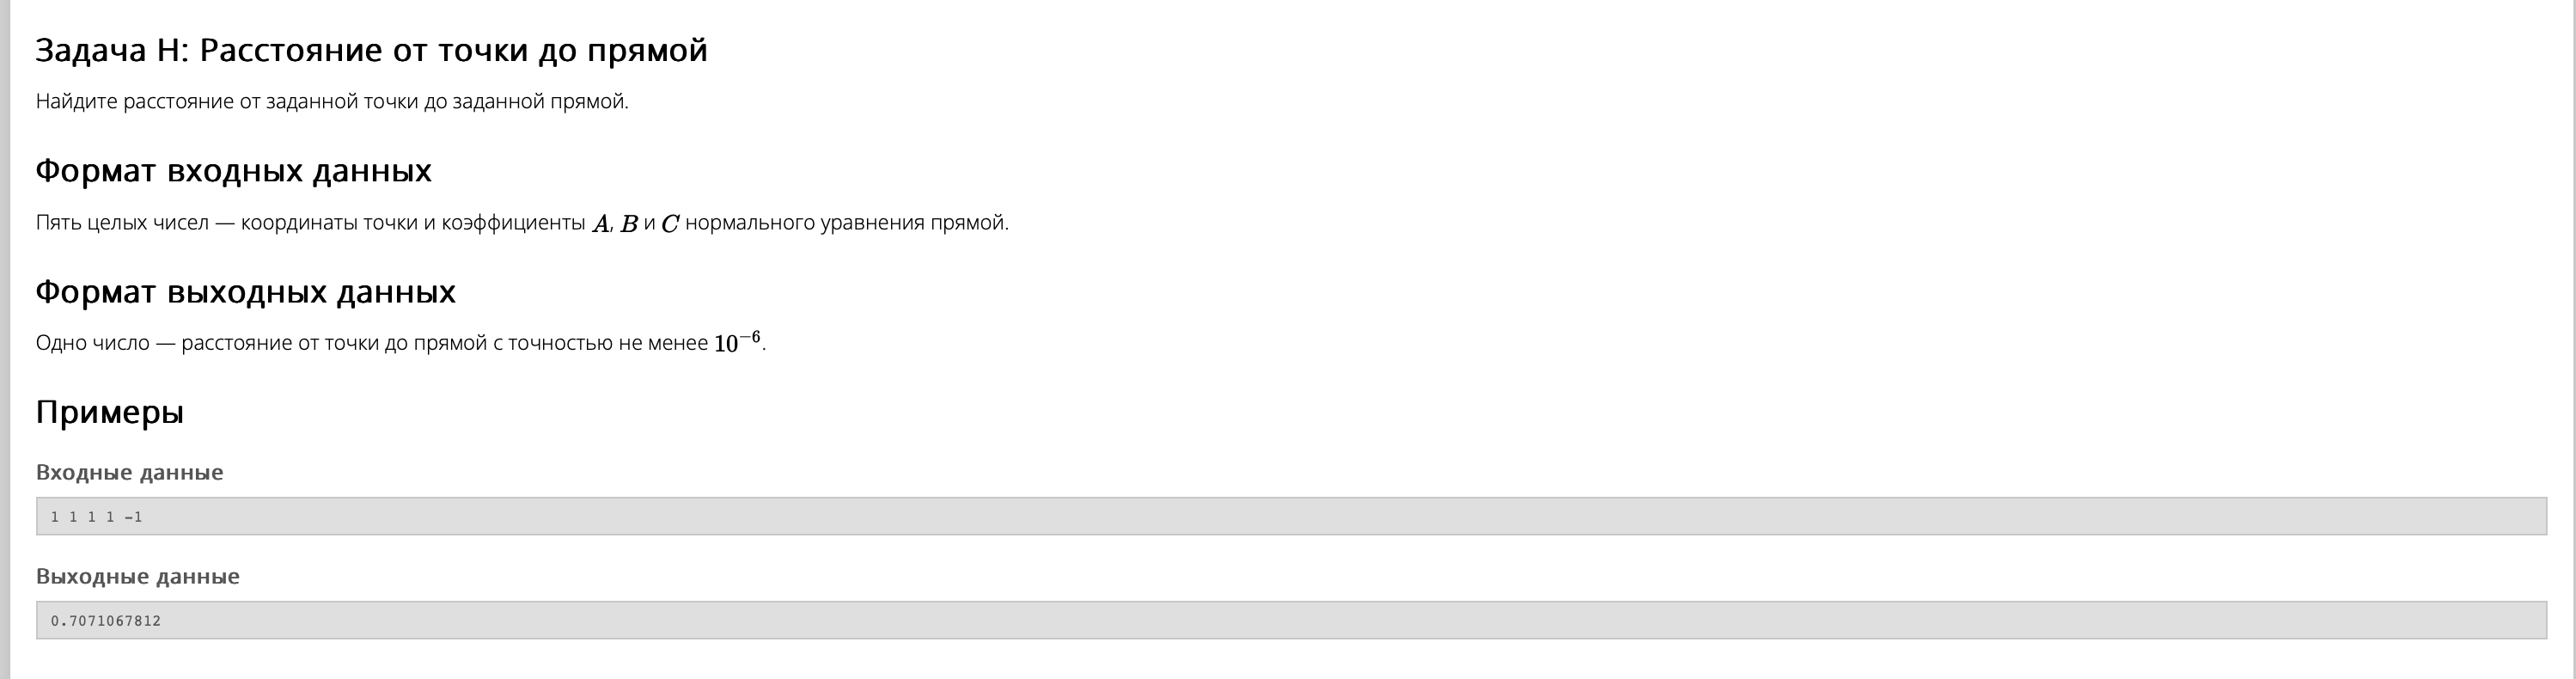 Задача H: Расстояние от точки до прямой
Найдите расстояние от заданной точки до заданной прямой.
Формат входных данных
Пять целых чисел — координаты точки и коэффициенты A, B и C нормального уравнения прямой.
Формат выходных данных
Одно число — расстояние от точки до прямой с точностью не менее 10⁻⁶.
Примеры
Входные данные
1 1 1 1 -1
Выходные данные
0.7071067812